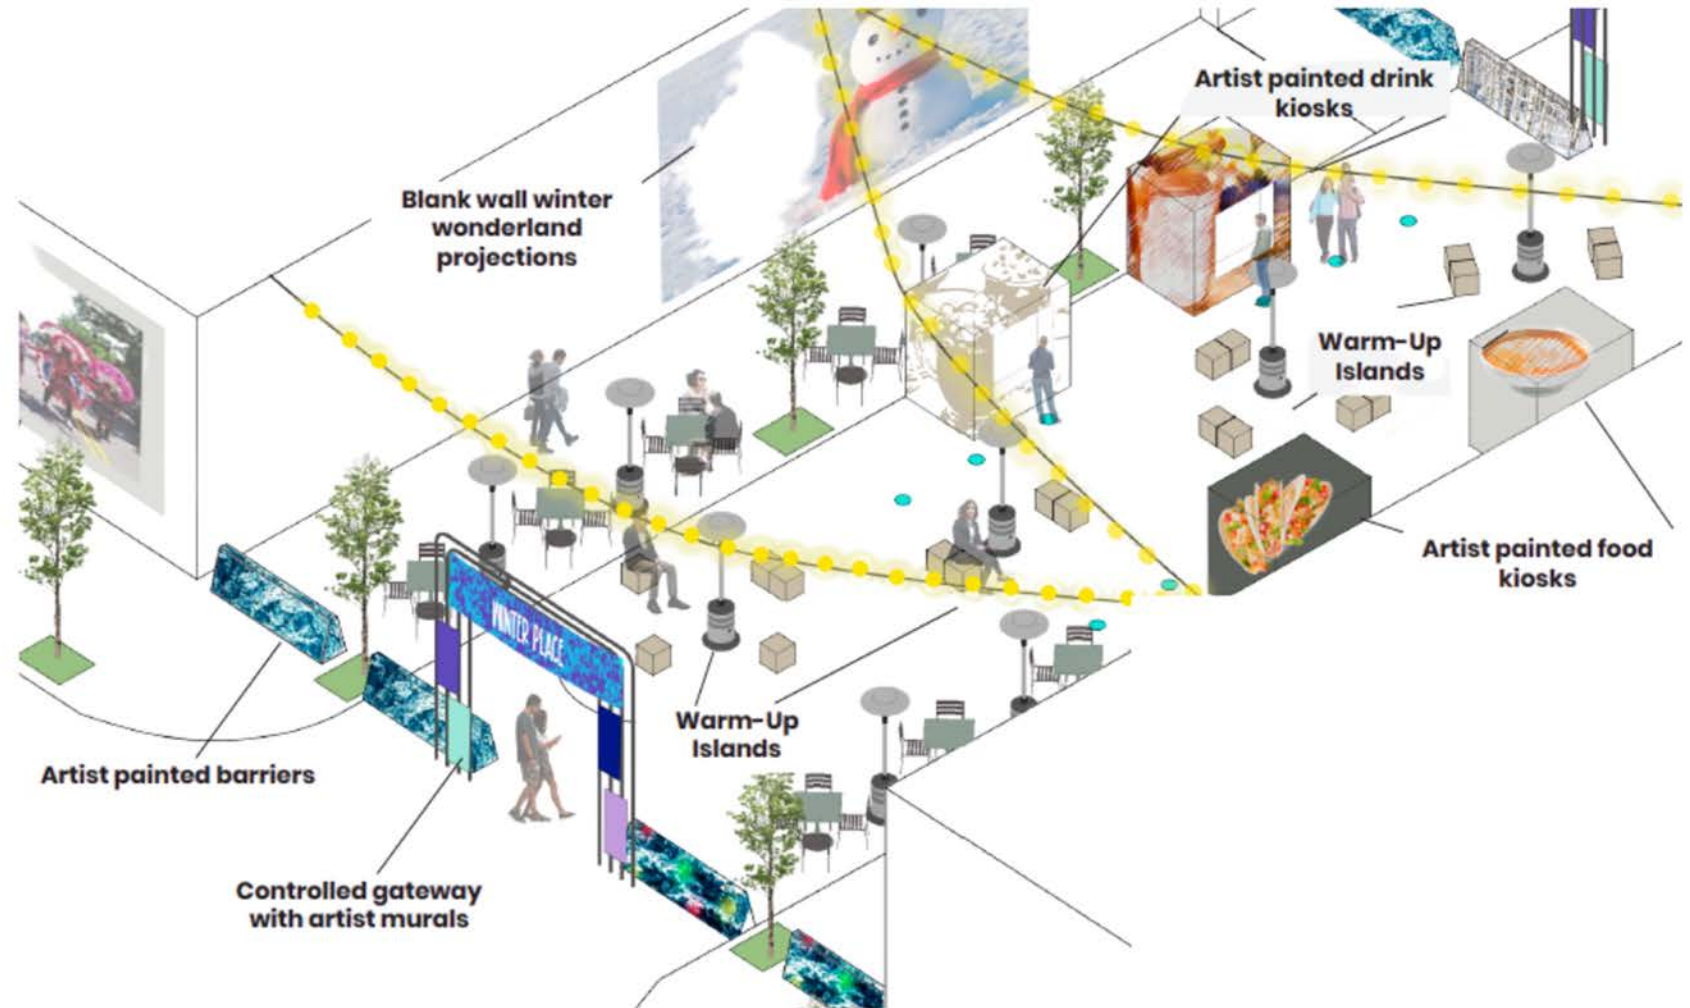 Artist painted drink
kiosks
Blank wall winter
wonderland
projections
Warm-Up
Islands
Artist painted food
kiosks
WINTER PLACE
Warm-Up
Islands
Artist painted barriers
Controlled gateway
with artist murals